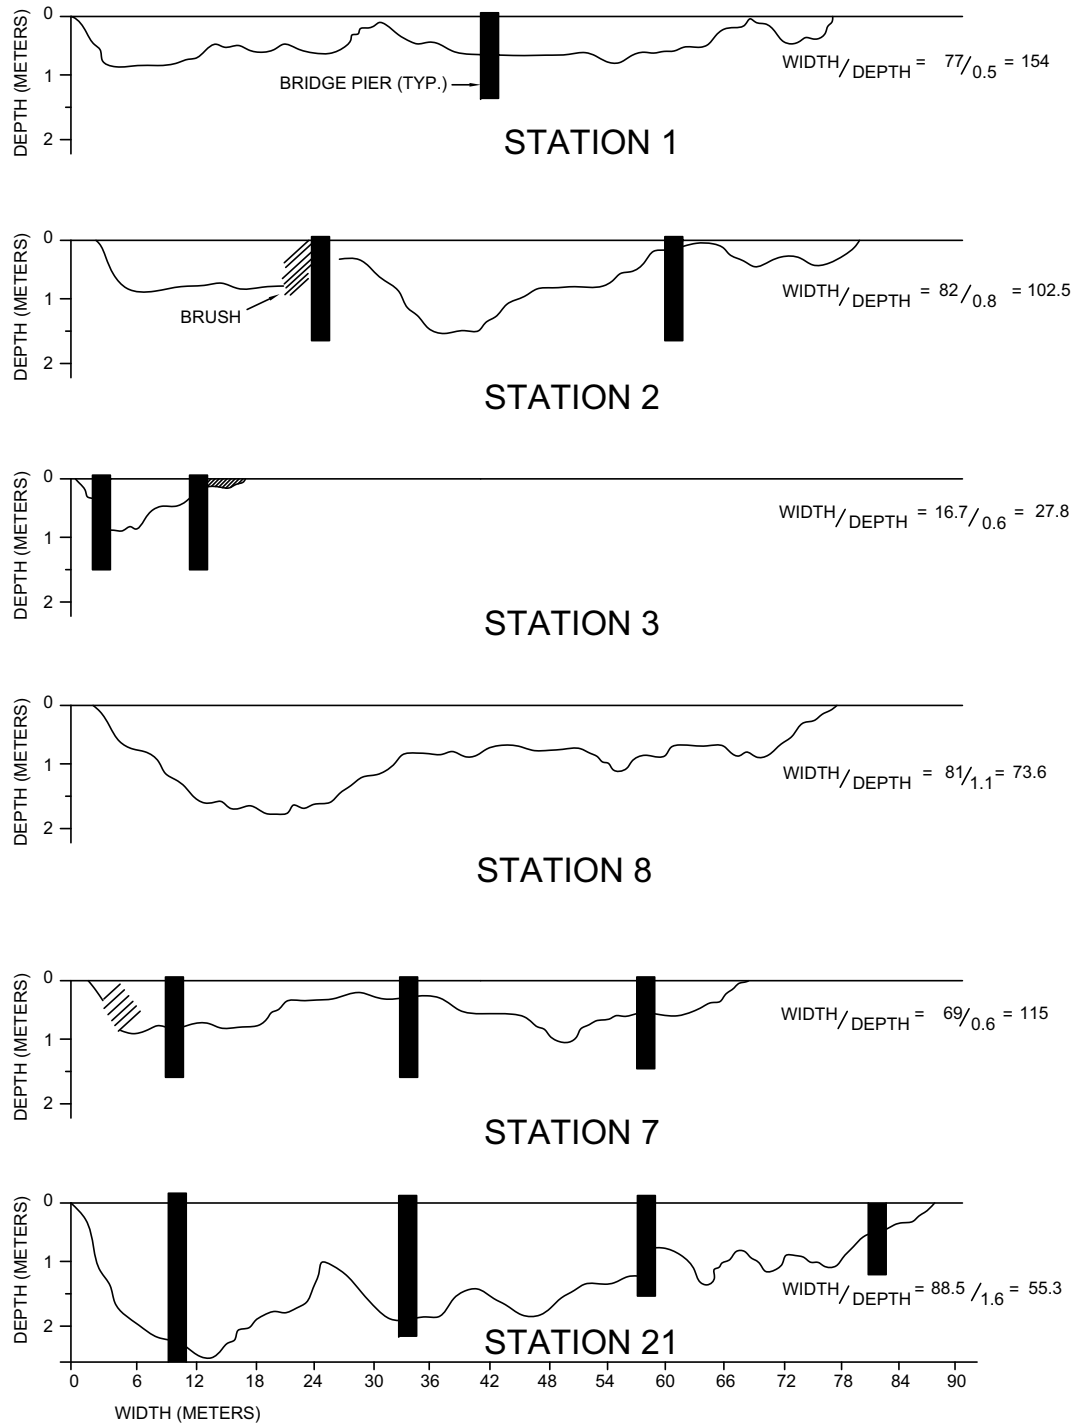 DEPTH (METERS)
0
1
2
WIDTH/DEPTH = 77/0.5 = 154
BRIDGE PIER (TYP.)
STATION 1
DEPTH (METERS)
0
1
2
WIDTH/DEPTH = 82/0.8 = 102.5
BRUSH
STATION 2
DEPTH (METERS)
0
1
2
WIDTH/DEPTH = 16.7/0.6 = 27.8
STATION 3
DEPTH (METERS)
0
1
2
WIDTH/DEPTH = 81/1.1 = 73.6
STATION 8
DEPTH (METERS)
0
1
2
WIDTH/DEPTH = 69/0.6 = 115
STATION 7
DEPTH (METERS)
0
1
2
WIDTH/DEPTH = 88.5/1.6 = 55.3
STATION 21
0 6 12 18 24 30 36 42 48 54 60 66 72 78 84 90
WIDTH (METERS)